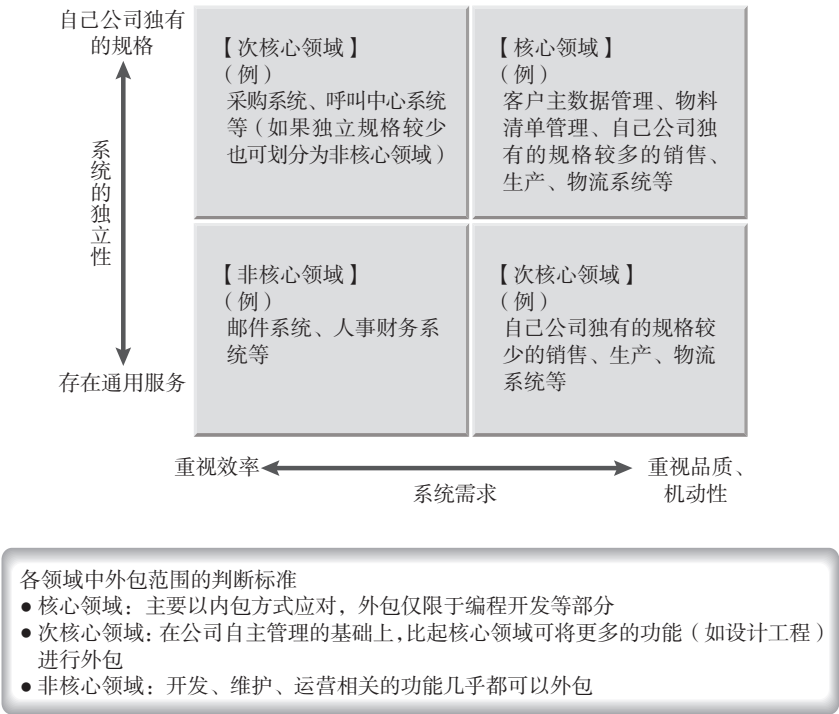 自己公司独有
的规格
系统的独立性
存在通用服务
【次核心领域】
（例）
采购系统、呼叫中心系统
等（如果独立规格较少
也可划分为非核心领域）
【核心领域】
（例）
客户主数据管理、物料
清单管理、自己公司独
有的规格较多的销售、
生产、物流系统等
【非核心领域】
（例）
邮件系统、人事财务系
统等
【次核心领域】
（例）
自己公司独有的规格较
少的销售、生产、物流
系统等
重视效率
系统需求
重视品质、
机动性
各领域中外包范围的判断标准
● 核心领域：主要以内包方式应对，外包仅限于编程开发等部分
● 次核心领域：在公司自主管理的基础上，比起核心领域可将更多的功能（如设计工程）
进行外包
● 非核心领域：开发、维护、运营相关的功能几乎都可以外包